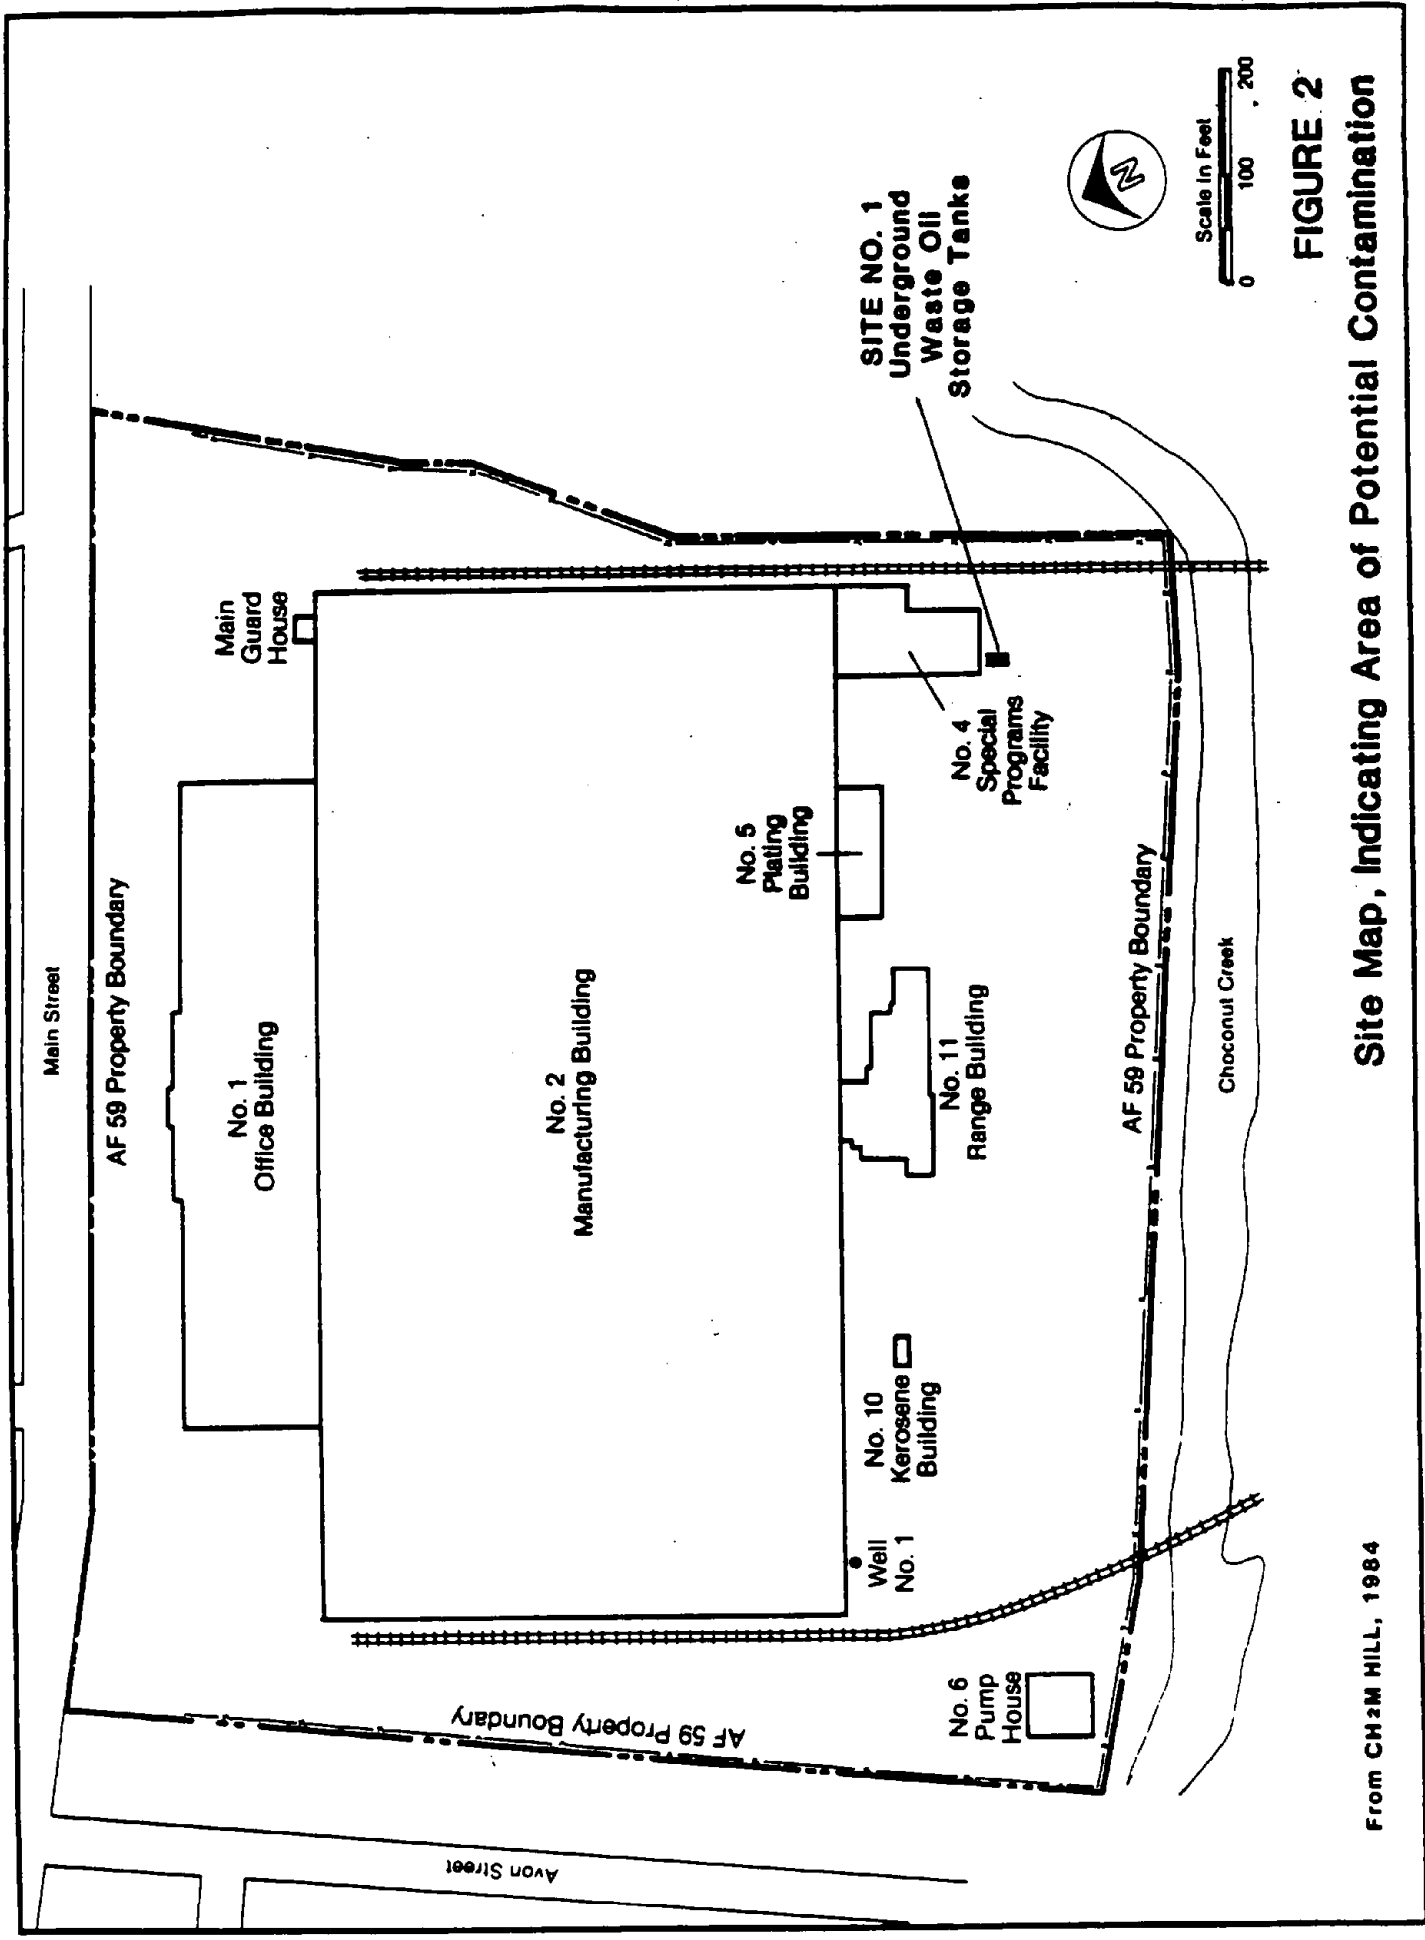 Main Street
AF 59 Property Boundary
No. 1
Office Building
Main
Guard
House
No. 2
Manufacturing Building
No. 5
Plating
Building
No. 4
Special
Programs
Facility
SITE NO. 1
Underground
Waste Oil
Storage Tanks
No. 11
Range Building
No. 10
Kerosene
Building
Well
No. 1
No. 6
Pump
House
AF 59 Property Boundary
AF 59 Property Boundary
Avon Street
Choconut Creek
N
Scale In Feet
0 100 200
FIGURE 2
Site Map, Indicating Area of Potential Contamination
From CH2M HILL, 1984